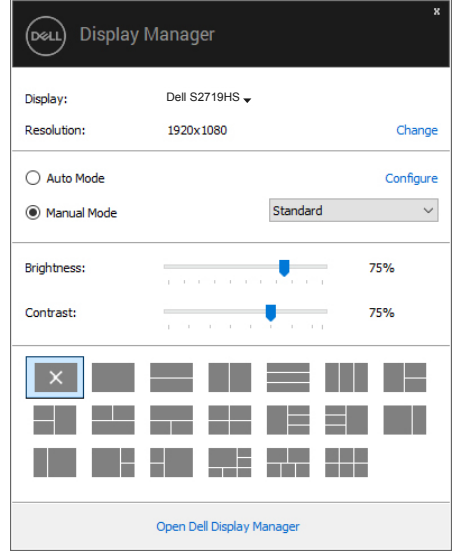 x
DELL Display Manager
Display: Dell S2719HS
Resolution: 1920x1080 Change
Auto Mode Configure
Manual Mode Standard
Brightness: 75%
Contrast: 75%
Open Dell Display Manager